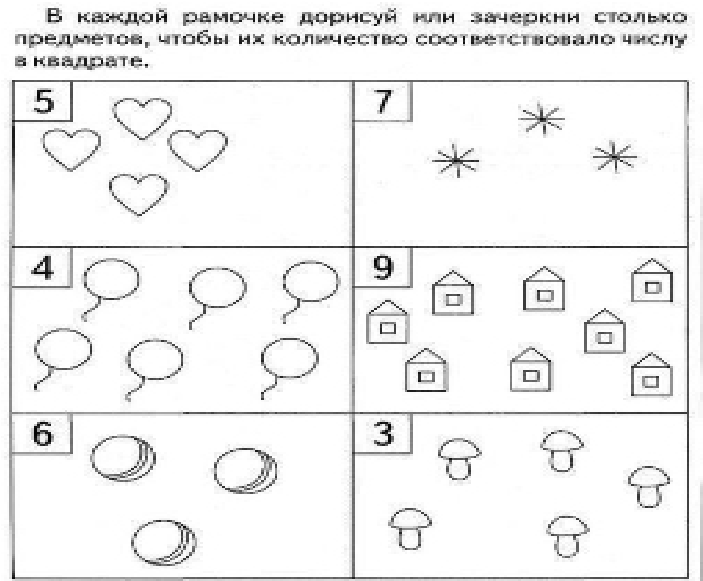 В каждой рамочке дорисуй или зачеркни столько
предметов, чтобы их количество соответствовало числу
в квадрате.
5
7
4
9
6
3